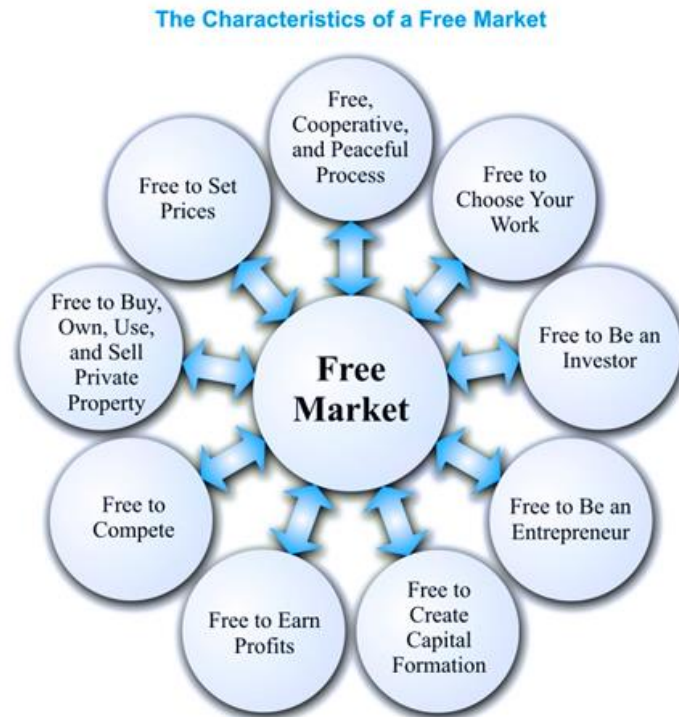 The Characteristics of a Free Market
Free,
Cooperative,
and Peaceful
Process
Free to
Choose Your
Work
Free to Be an
Investor
Free to Be an
Entrepreneur
Free to
Create
Capital
Formation
Free to Earn
Profits
Free to
Compete
Free to Buy,
Own, Use,
and Sell
Private
Property
Free to Set
Prices
Free
Market